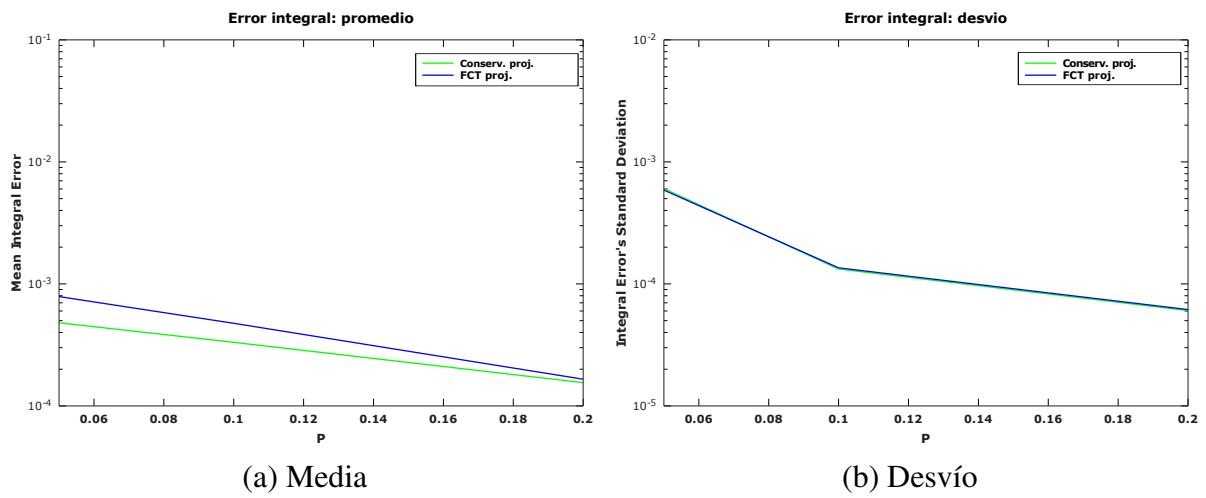 Error integral: promedio
10^-1
10^-2
10^-3
10^-4
Mean Integral Error
Conserv. proj.
FCT proj.
0.06 0.08 0.1 0.12 0.14 0.16 0.18 0.2
P
(a) Media
Error integral: desvio
10^-2
10^-3
10^-4
10^-5
Integral Error's Standard Deviation
Conserv. proj.
FCT proj.
0.06 0.08 0.1 0.12 0.14 0.16 0.18 0.2
P
(b) Desvío